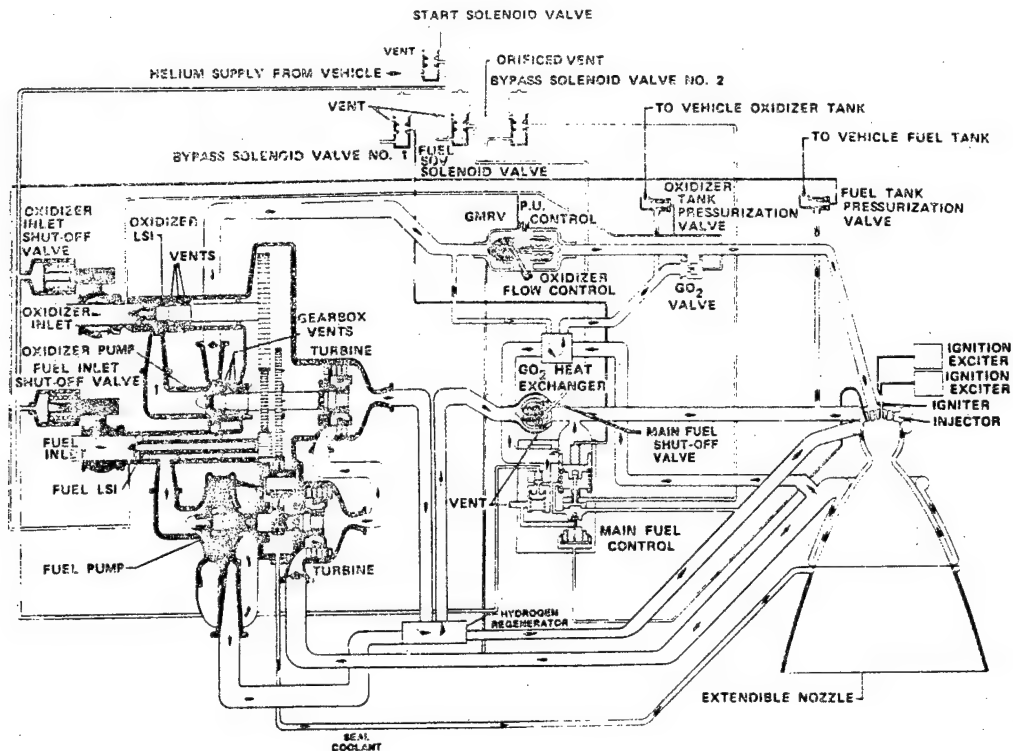 START SOLENOID VALVE
VENT
HELIUM SUPPLY FROM VEHICLE
ORIFICED VENT
BYPASS SOLENOID VALVE NO. 2
VENT
TO VEHICLE OXIDIZER TANK
TO VEHICLE FUEL TANK
BYPASS SOLENOID VALVE NO. 1
FUEL
SOV
SOLENOID VALVE
OXIDIZER
INLET
SHUT-OFF
VALVE
OXIDIZER
LSI
VENTS
GMRV
P.U.
CONTROL
OXIDIZER
TANK
PRESSURIZATION
VALVE
FUEL TANK
PRESSURIZATION
VALVE
OXIDIZER
FLOW CONTROL
GO2
VALVE
OXIDIZER
INLET
GEARBOX
VENTS
TURBINE
OXIDIZER PUMP
FUEL INLET
SHUT-OFF VALVE
GO2 HEAT
EXCHANGER
IGNITION
EXCITER
IGNITION
EXCITER
IGNITER
INJECTOR
MAIN FUEL
SHUT-OFF
VALVE
FUEL
INLET
FUEL LSI
VENT
MAIN FUEL
CONTROL
FUEL PUMP
TURBINE
HYDROGEN
REGENERATOR
EXTENDIBLE NOZZLE
SEAL
COOLANT